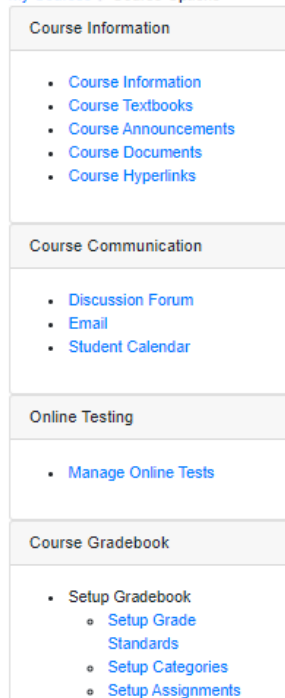 Course Information
Course Information
Course Textbooks
Course Announcements
Course Documents
Course Hyperlinks
Course Communication
Discussion Forum
Email
Student Calendar
Online Testing
Manage Online Tests
Course Gradebook
Setup Gradebook
Setup Grade
Standards
Setup Categories
Setup Assignments